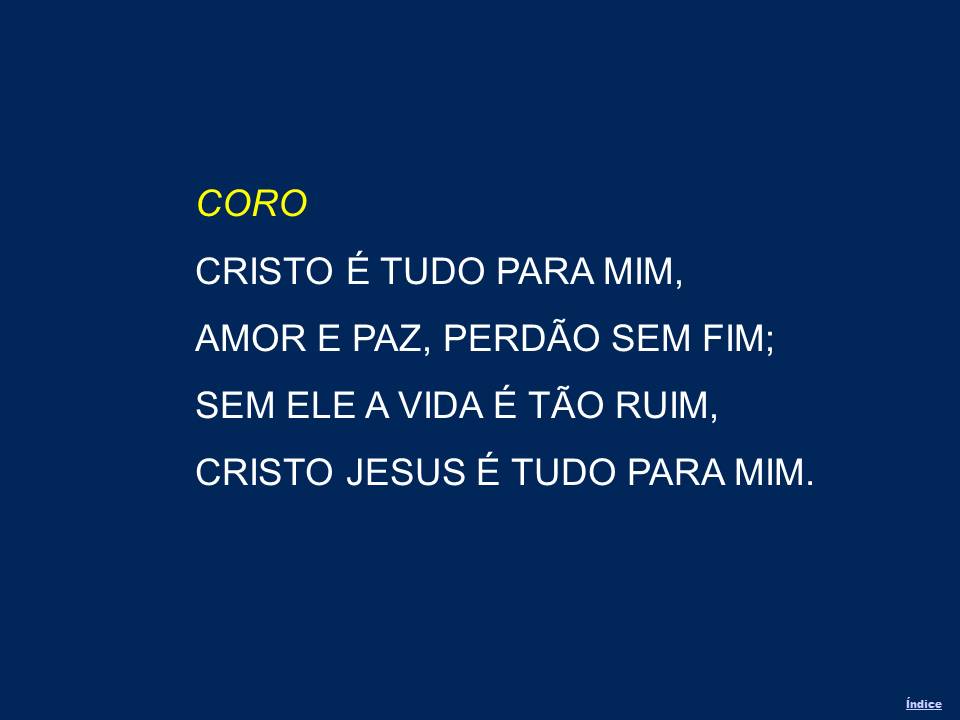 CORO
CRISTO É TUDO PARA MIM,
AMOR E PAZ, PERDÃO SEM FIM;
SEM ELE A VIDA É TÃO RUIM,
CRISTO JESUS É TUDO PARA MIM.
Índice